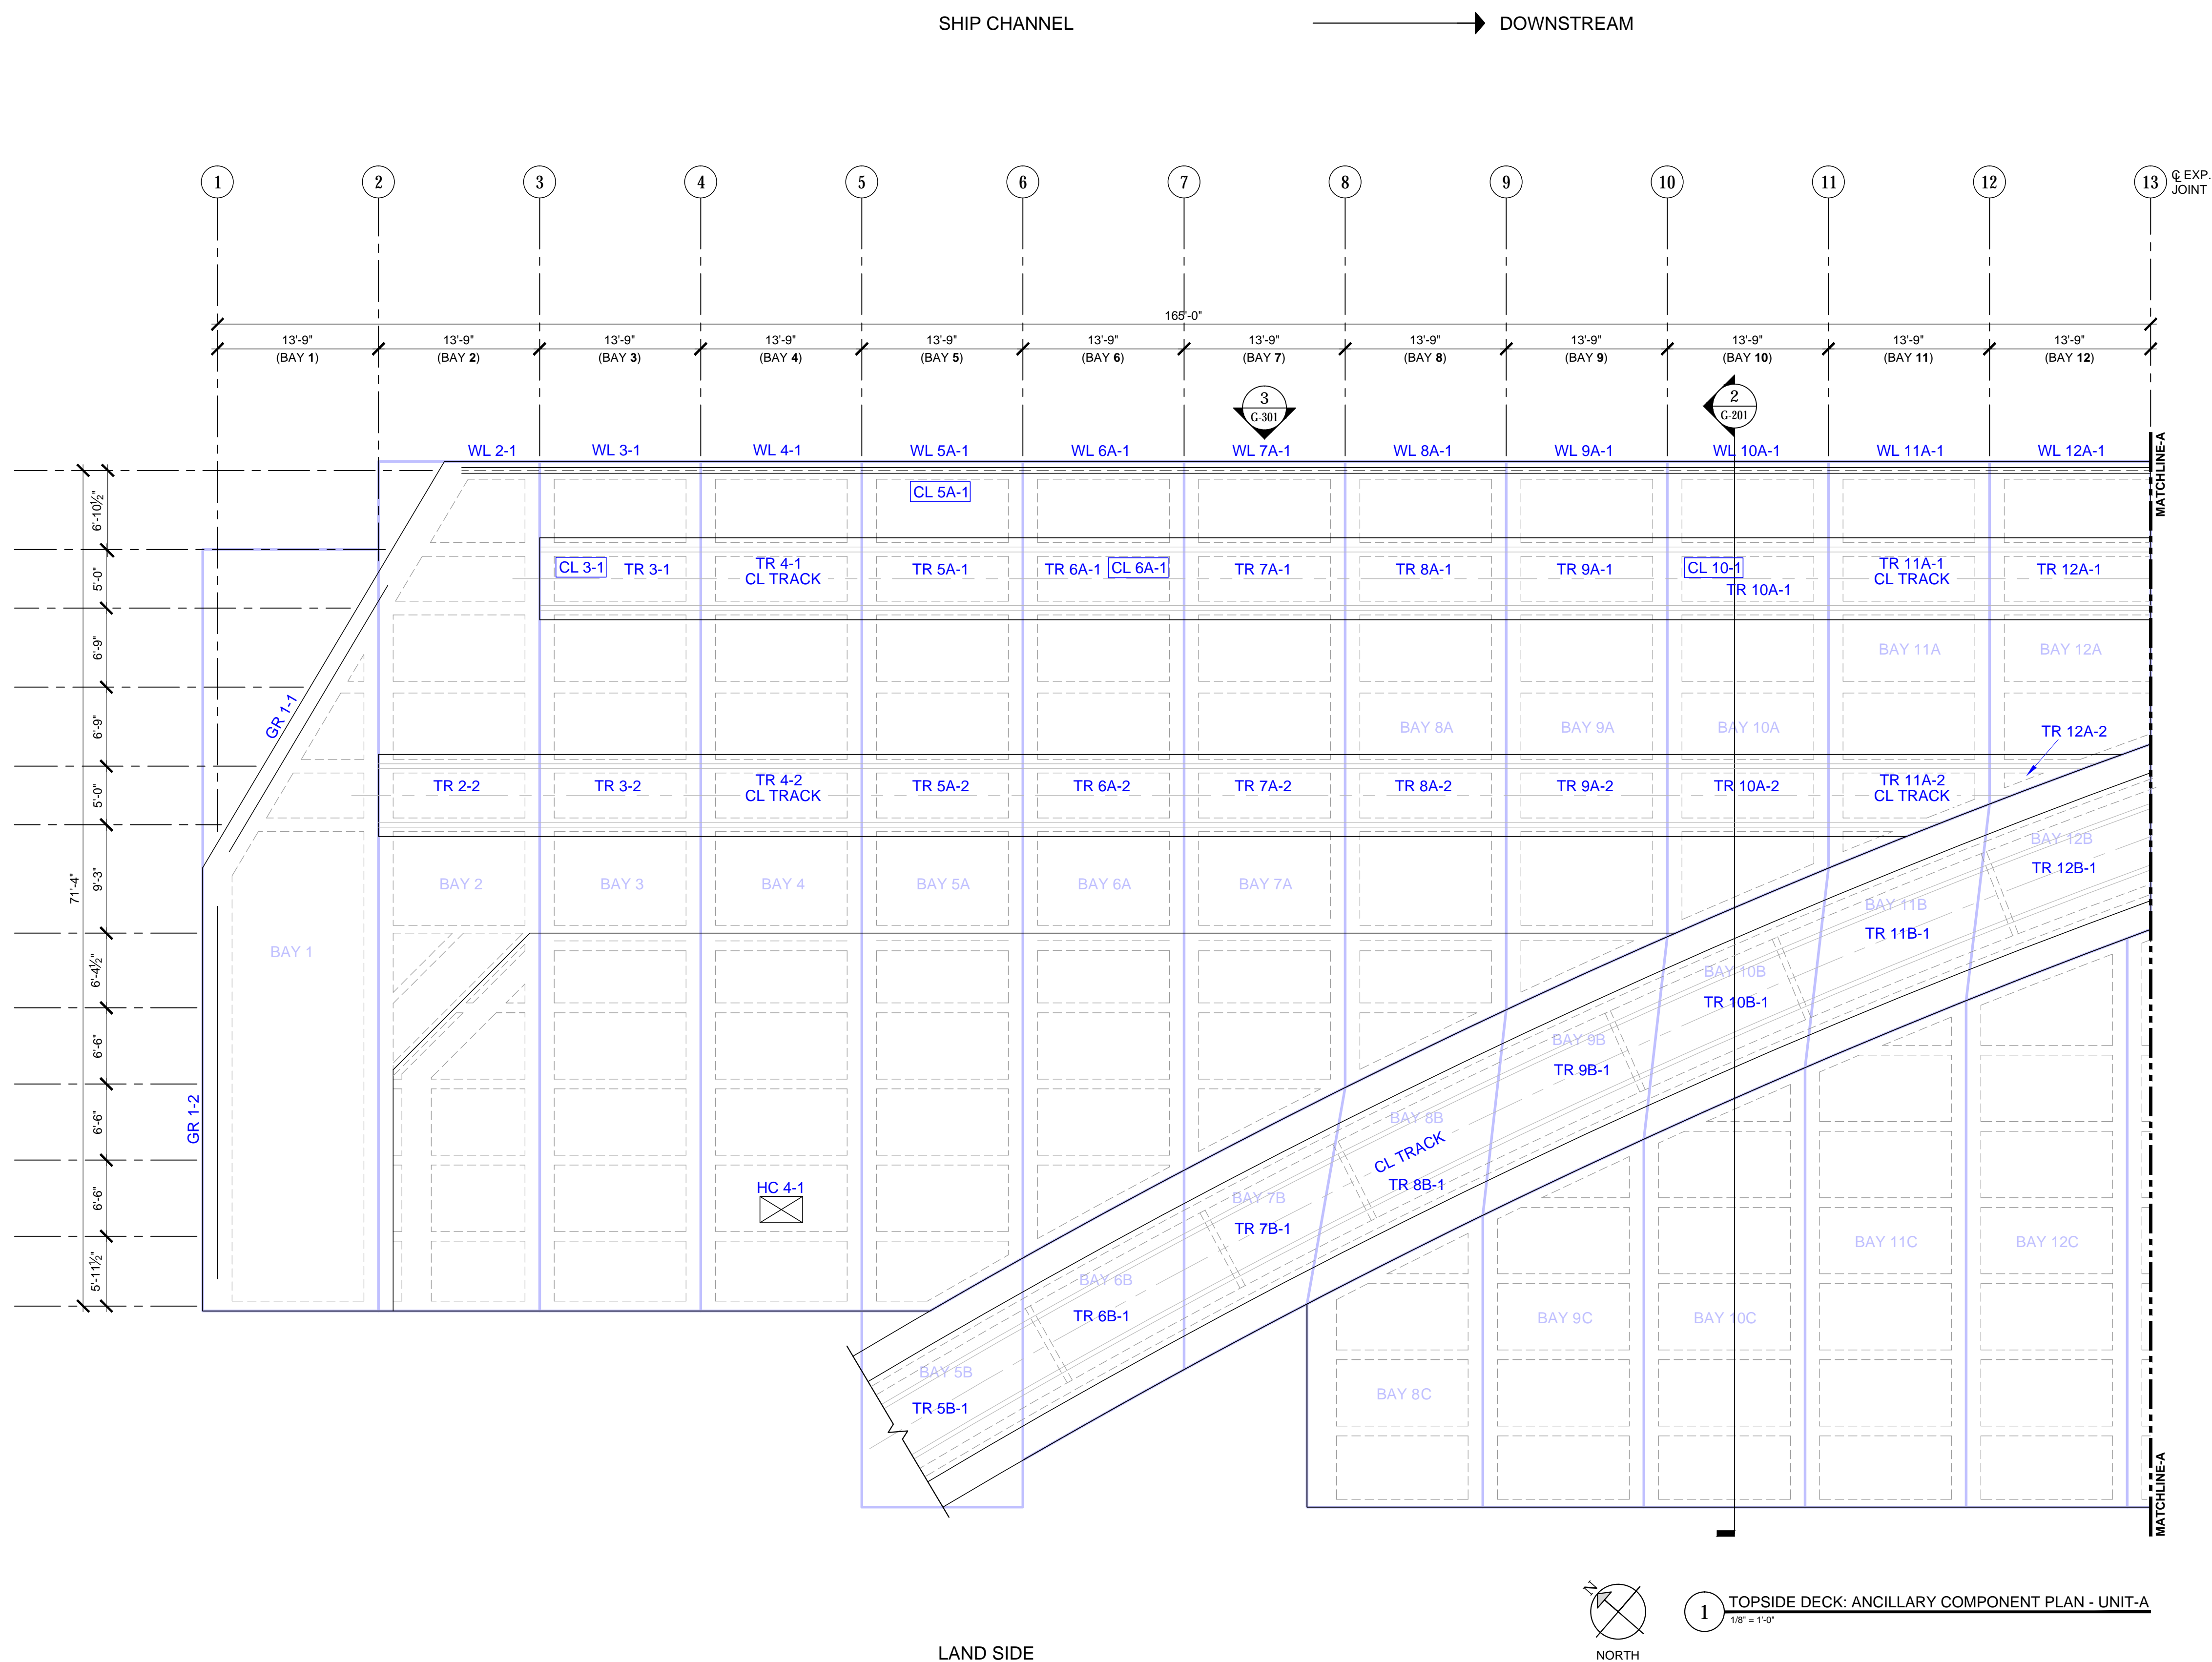 SHIP CHANNEL
DOWNSTREAM
1 2 3 4 5 6 7 8 9 10 11 12 13
℄ EXP.
JOINT
165'-0"
13'-9" 13'-9" 13'-9" 13'-9" 13'-9" 13'-9" 13'-9" 13'-9" 13'-9" 13'-9" 13'-9" 13'-9"
(BAY 1) (BAY 2) (BAY 3) (BAY 4) (BAY 5) (BAY 6) (BAY 7) (BAY 8) (BAY 9) (BAY 10) (BAY 11) (BAY 12)
3
G-301
2
G-201
WL 2-1 WL 3-1 WL 4-1 WL 5A-1 WL 6A-1 WL 7A-1 WL 8A-1 WL 9A-1 WL 10A-1 WL 11A-1 WL 12A-1
MATCHLINE-A
CL 5A-1
6'-10½"
5'-0"
6'-9"
6'-9"
5'-0"
9'-3"
6'-4½"
6'-6"
6'-6"
6'-6"
5'-11½"
71'-4"
CL 3-1 TR 3-1
TR 4-1
CL TRACK
TR 5A-1
TR 6A-1 CL 6A-1
TR 7A-1
TR 8A-1
TR 9A-1
CL 10-1
TR 10A-1
TR 11A-1
CL TRACK
TR 12A-1
BAY 11A BAY 12A
GR 1-1
BAY 8A BAY 9A BAY 10A
TR 12A-2
TR 2-2 TR 3-2
TR 4-2
CL TRACK
TR 5A-2 TR 6A-2 TR 7A-2 TR 8A-2 TR 9A-2 TR 10A-2
TR 11A-2
CL TRACK
BAY 12B
TR 12B-1
BAY 2 BAY 3 BAY 4 BAY 5A BAY 6A BAY 7A
BAY 11B
TR 11B-1
BAY 1
BAY 10B
TR 10B-1
BAY 9B
TR 9B-1
GR 1-2
BAY 8B
CL TRACK
TR 8B-1
HC 4-1
BAY 7B
TR 7B-1
BAY 11C BAY 12C
BAY 6B
TR 6B-1
BAY 9C BAY 10C
BAY 5B
TR 5B-1
BAY 8C
MATCHLINE-A
N
NORTH
1
TOPSIDE DECK: ANCILLARY COMPONENT PLAN - UNIT-A
1/8" = 1'-0"
LAND SIDE